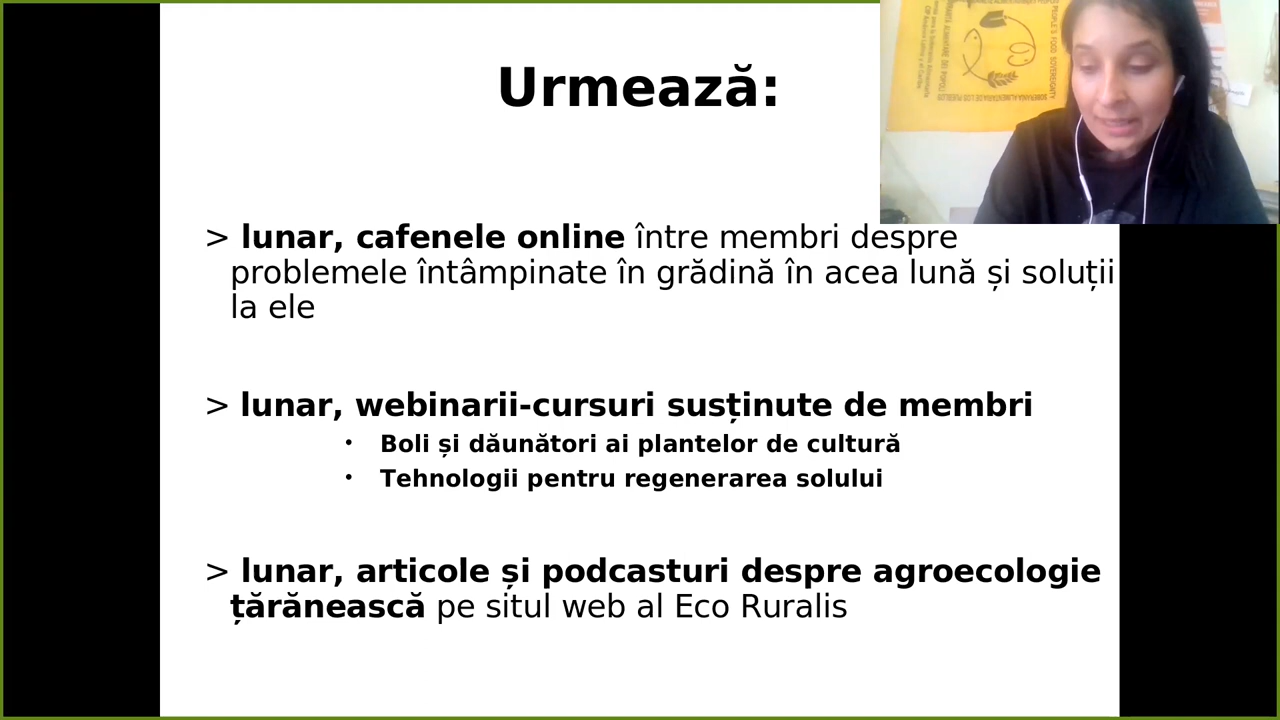 Urmează:
> lunar, cafenele online între membri despre
problemele întâmpinate în grădină în acea lună și soluții
la ele
> lunar, webinarii-cursuri susținute de membri
• Boli și dăunători ai plantelor de cultură
• Tehnologii pentru regenerarea solului
> lunar, articole și podcasturi despre agroecologie
țărănească pe situl web al Eco Ruralis